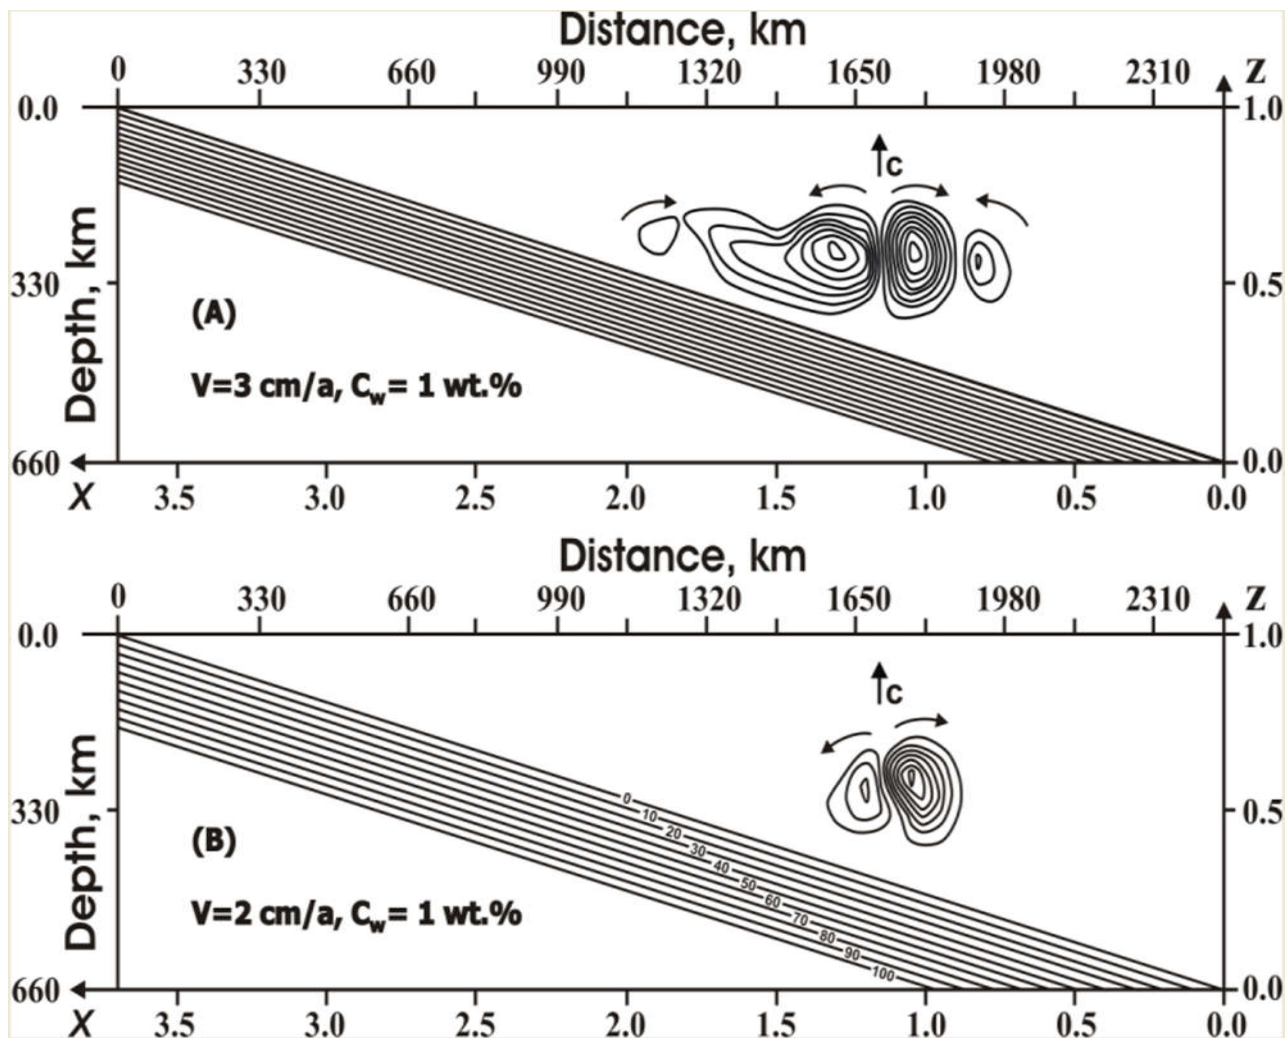 Distance, km
0 330 660 990 1320 1650 1980 2310 Z
0.0 1.0
C
Depth, km
330 0.5
(A)
V=3 cm/a, Cw= 1 wt.%
660 0.0
X 3.5 3.0 2.5 2.0 1.5 1.0 0.5 0.0
Distance, km
0 330 660 990 1320 1650 1980 2310 Z
0.0 1.0
C
Depth, km
0
10
20
30
40
50
60
70
80
90
100
330 0.5
(B)
V=2 cm/a, Cw= 1 wt.%
660 0.0
X 3.5 3.0 2.5 2.0 1.5 1.0 0.5 0.0